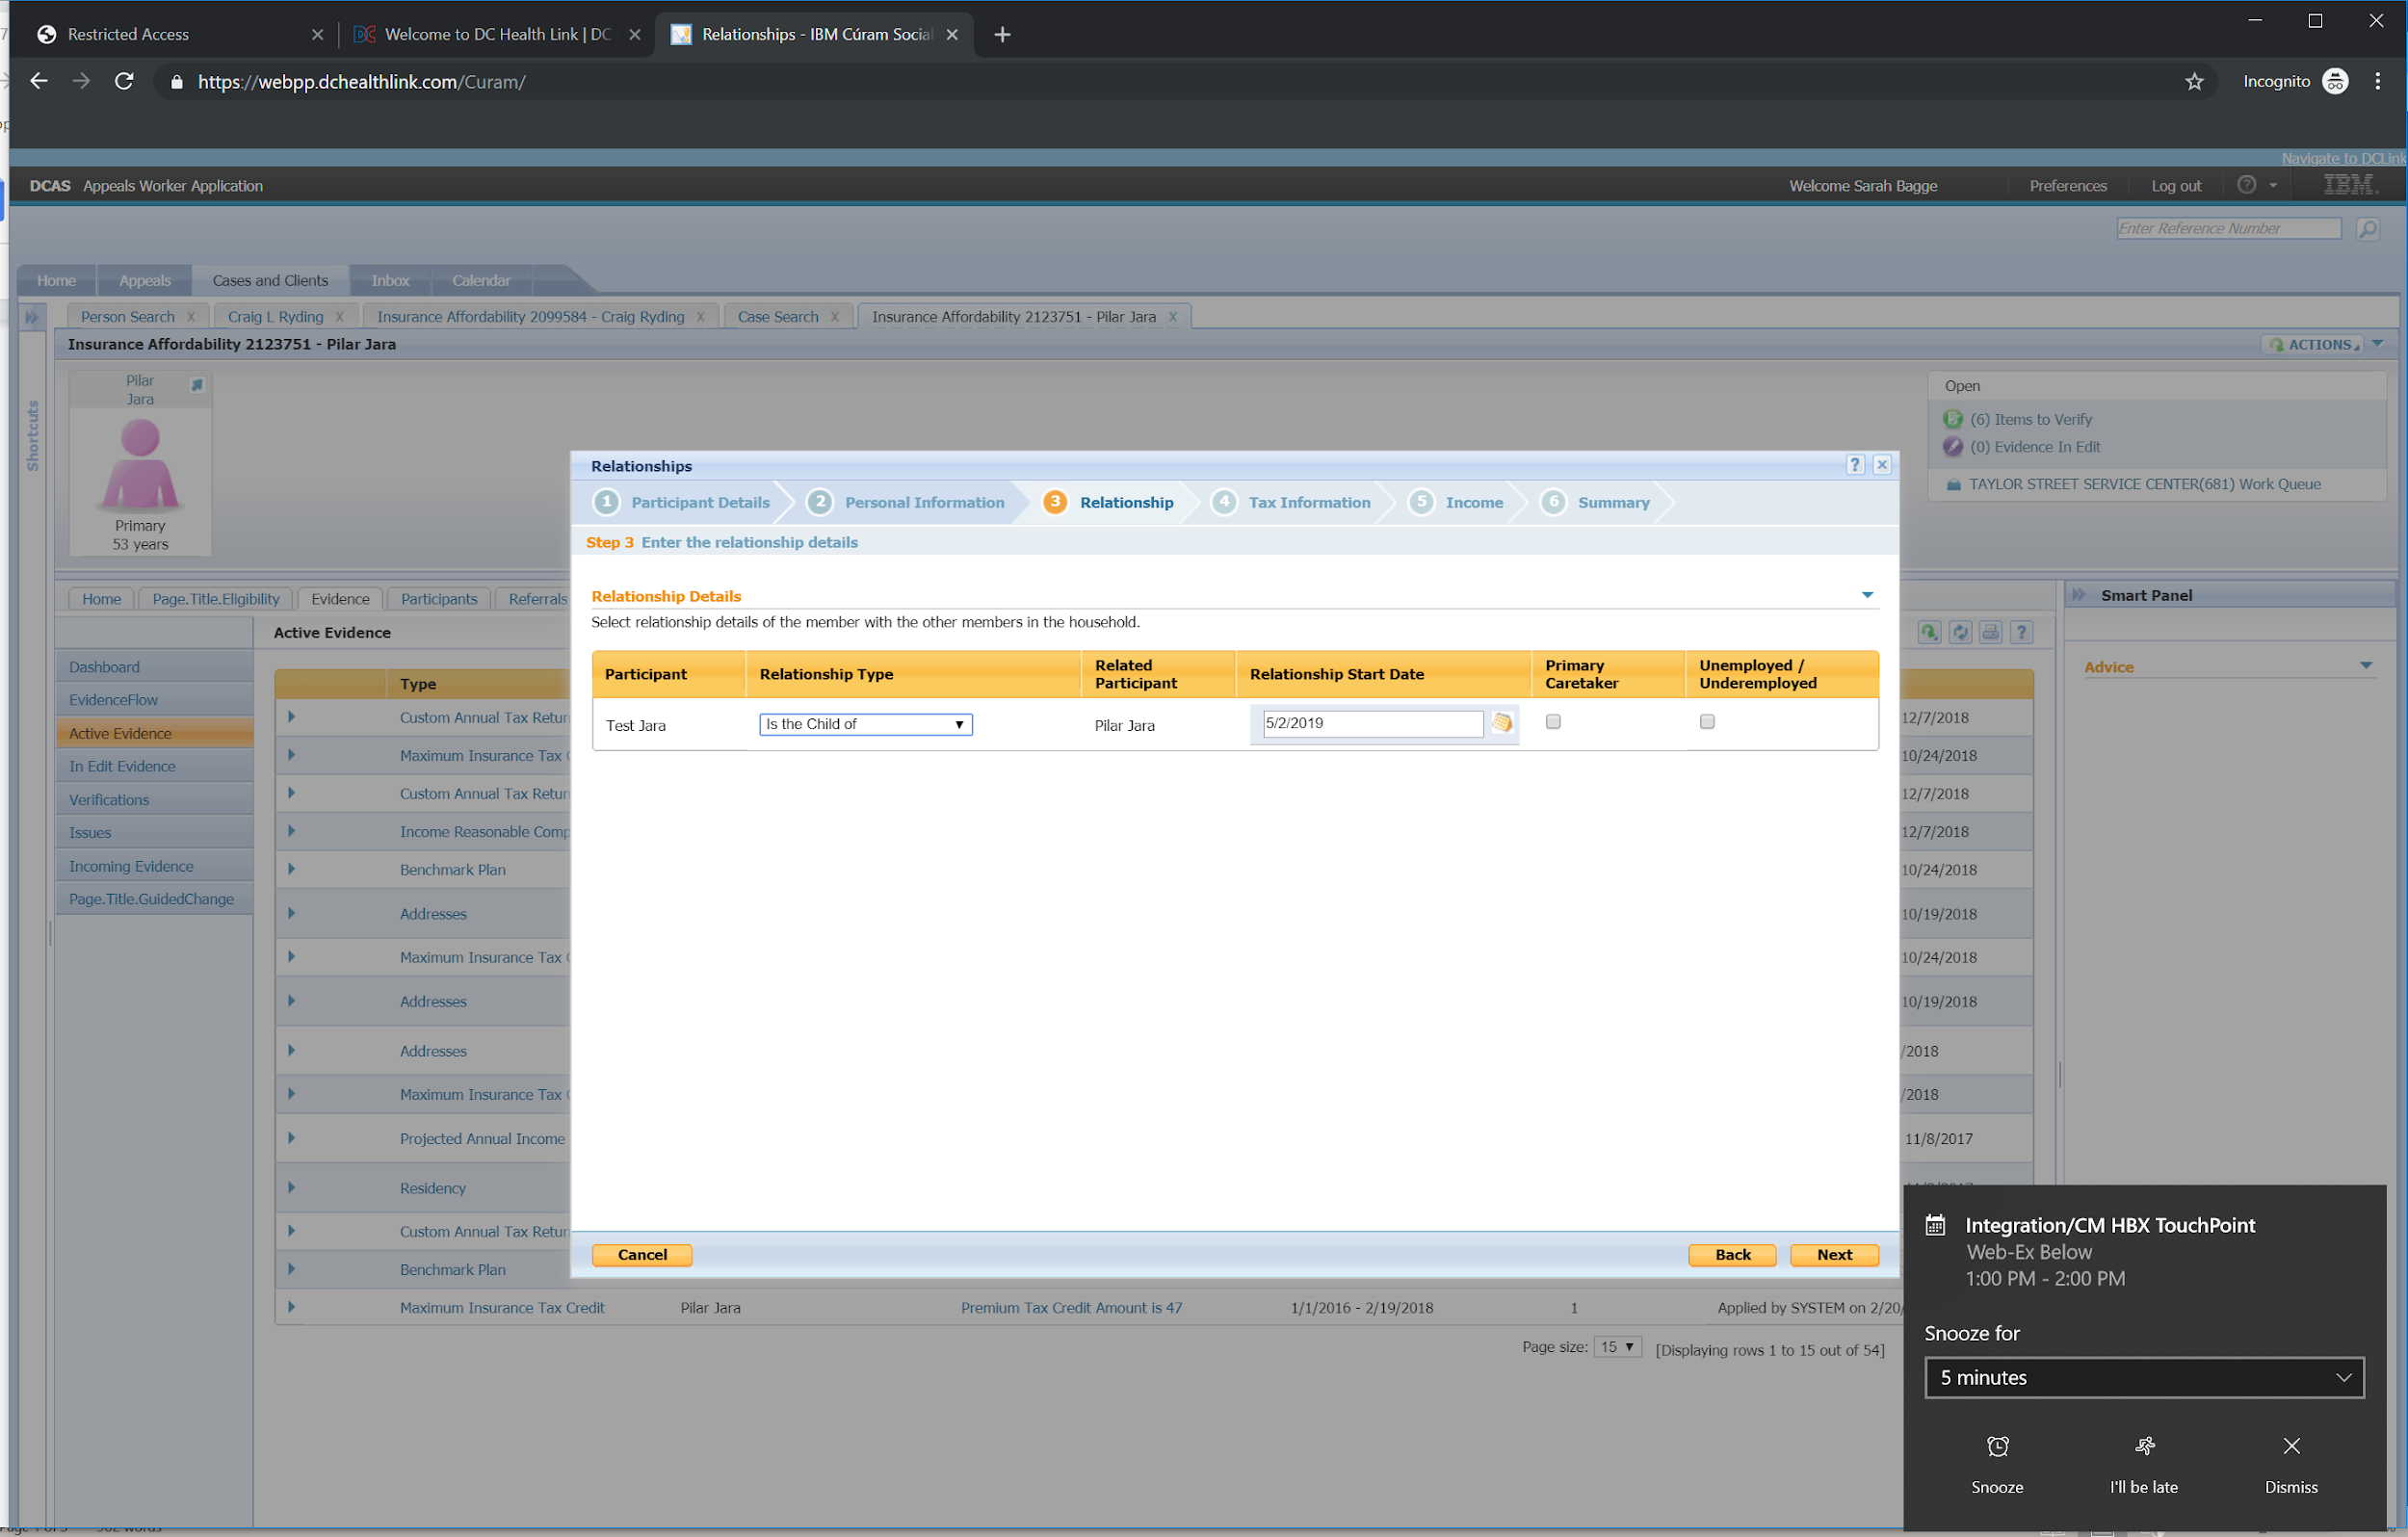 Restricted Access
Welcome to DC Health Link | DC
Relationships - IBM Cúram Social
https://webpp.dchealthlink.com/Curam/
Incognito
Navigate to DCLink
DCAS Appeals Worker Application
Welcome Sarah Bagge
Preferences
Log out
IBM.
Enter Reference Number
Home
Appeals
Cases and Clients
Inbox
Calendar
Person Search x
Craig L Ryding x
Insurance Affordability 2099584 - Craig Ryding x
Case Search x
Insurance Affordability 2123751 - Pilar Jara x
Insurance Affordability 2123751 - Pilar Jara
ACTIONS
Shortcuts
Pilar
Jara
Primary
53 years
Open
(6) Items to Verify
(0) Evidence In Edit
TAYLOR STREET SERVICE CENTER(681) Work Queue
Relationships
?
1 Participant Details
2 Personal Information
3 Relationship
4 Tax Information
5 Income
6 Summary
Step 3 Enter the relationship details
Relationship Details
Select relationship details of the member with the other members in the household.
Participant
Relationship Type
Related
Participant
Relationship Start Date
Primary
Caretaker
Unemployed /
Underemployed
Test Jara
Is the Child of
Pilar Jara
5/2/2019
Cancel
Back
Next
Home
Page.Title.Eligibility
Evidence
Participants
Referrals
Smart Panel
Advice
Active Evidence
Dashboard
EvidenceFlow
Active Evidence
In Edit Evidence
Verifications
Issues
Incoming Evidence
Page.Title.GuidedChange
Type
Custom Annual Tax Retur
12/7/2018
Maximum Insurance Tax
10/24/2018
Custom Annual Tax Retur
12/7/2018
Income Reasonable Comp
12/7/2018
Benchmark Plan
10/24/2018
Addresses
10/19/2018
Maximum Insurance Tax
10/24/2018
Addresses
10/19/2018
Addresses
/2018
Maximum Insurance Tax
/2018
Projected Annual Income
11/8/2017
Residency
Custom Annual Tax Retur
Benchmark Plan
Maximum Insurance Tax Credit
Pilar Jara
Premium Tax Credit Amount is 47
1/1/2016 - 2/19/2018
1
Applied by SYSTEM on 2/20/
Page size: 15
[Displaying rows 1 to 15 out of 54]
Integration/CM HBX TouchPoint
Web-Ex Below
1:00 PM - 2:00 PM
Snooze for
5 minutes
Snooze
I'll be late
Dismiss